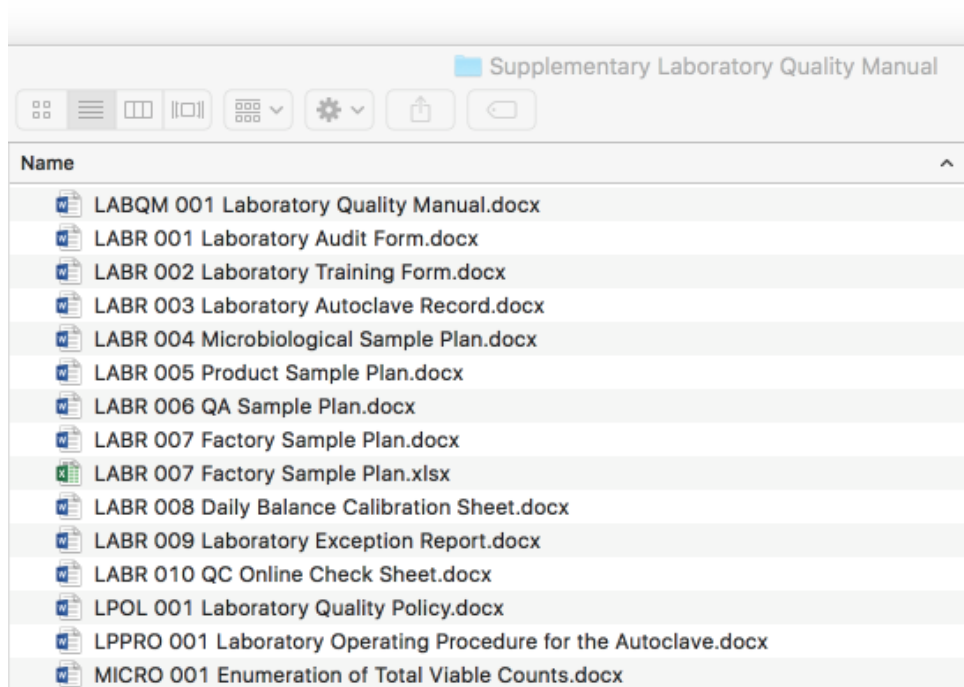 Supplementary Laboratory Quality Manual
Name
LABQM 001 Laboratory Quality Manual.docx
LABR 001 Laboratory Audit Form.docx
LABR 002 Laboratory Training Form.docx
LABR 003 Laboratory Autoclave Record.docx
LABR 004 Microbiological Sample Plan.docx
LABR 005 Product Sample Plan.docx
LABR 006 QA Sample Plan.docx
LABR 007 Factory Sample Plan.docx
LABR 007 Factory Sample Plan.xlsx
LABR 008 Daily Balance Calibration Sheet.docx
LABR 009 Laboratory Exception Report.docx
LABR 010 QC Online Check Sheet.docx
LPOL 001 Laboratory Quality Policy.docx
LPPRO 001 Laboratory Operating Procedure for the Autoclave.docx
MICRO 001 Enumeration of Total Viable Counts.docx